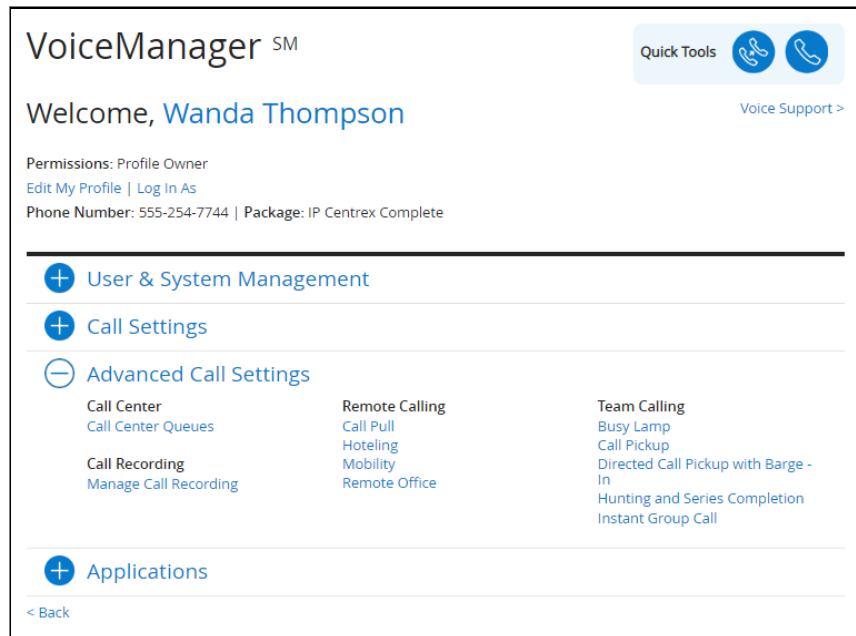 VoiceManager SM
Quick Tools
Welcome, Wanda Thompson
Voice Support >
Permissions: Profile Owner
Edit My Profile | Log In As
Phone Number: 555-254-7744 | Package: IP Centrex Complete
User & System Management
Call Settings
Advanced Call Settings
Call Center
Call Center Queues
Call Recording
Manage Call Recording
Remote Calling
Call Pull
Hoteling
Mobility
Remote Office
Team Calling
Busy Lamp
Call Pickup
Directed Call Pickup with Barge -
In
Hunting and Series Completion
Instant Group Call
Applications
< Back